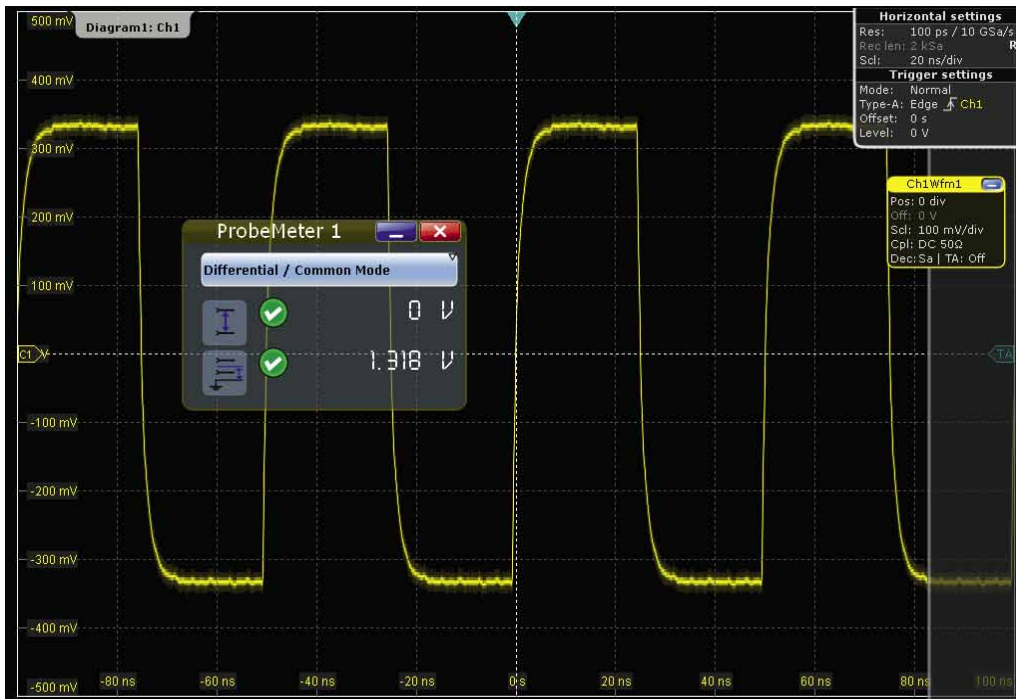 500 mV
Diagram1: Ch1
400 mV
300 mV
200 mV
100 mV
C1 V
-100 mV
-200 mV
-300 mV
-400 mV
-500 mV
-80 ns
-60 ns
-40 ns
-20 ns
0 s
20 ns
40 ns
60 ns
80 ns
100 ns
Horizontal settings
Res: 100 ps / 10 GSa/s
Rec len: 2 kSa R
Scl: 20 ns/div
Trigger settings
Mode: Normal
Type-A: Edge Ch1
Offset: 0 s
Level: 0 V
Ch1Wfm1
Pos: 0 div
Off: 0 V
Scl: 100 mV/div
Cpl: DC 50Ω
Dec: Sa | TA: Off
TA
ProbeMeter 1
Differential / Common Mode
0 V
1.318 V